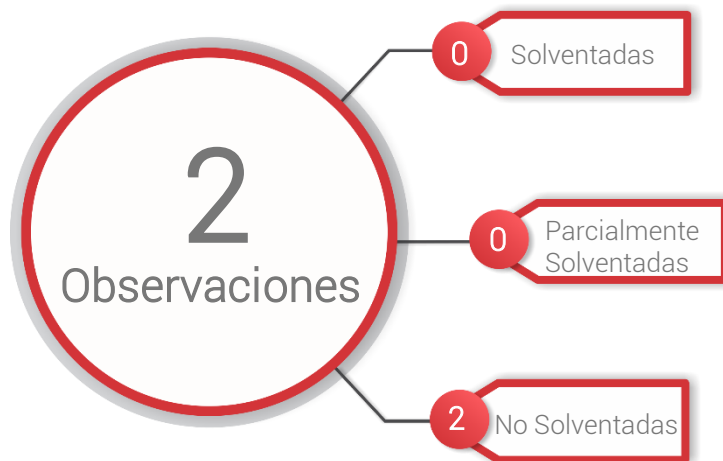 2
Observaciones
0
Solventadas
0
Parcialmente
Solventadas
2
No Solventadas